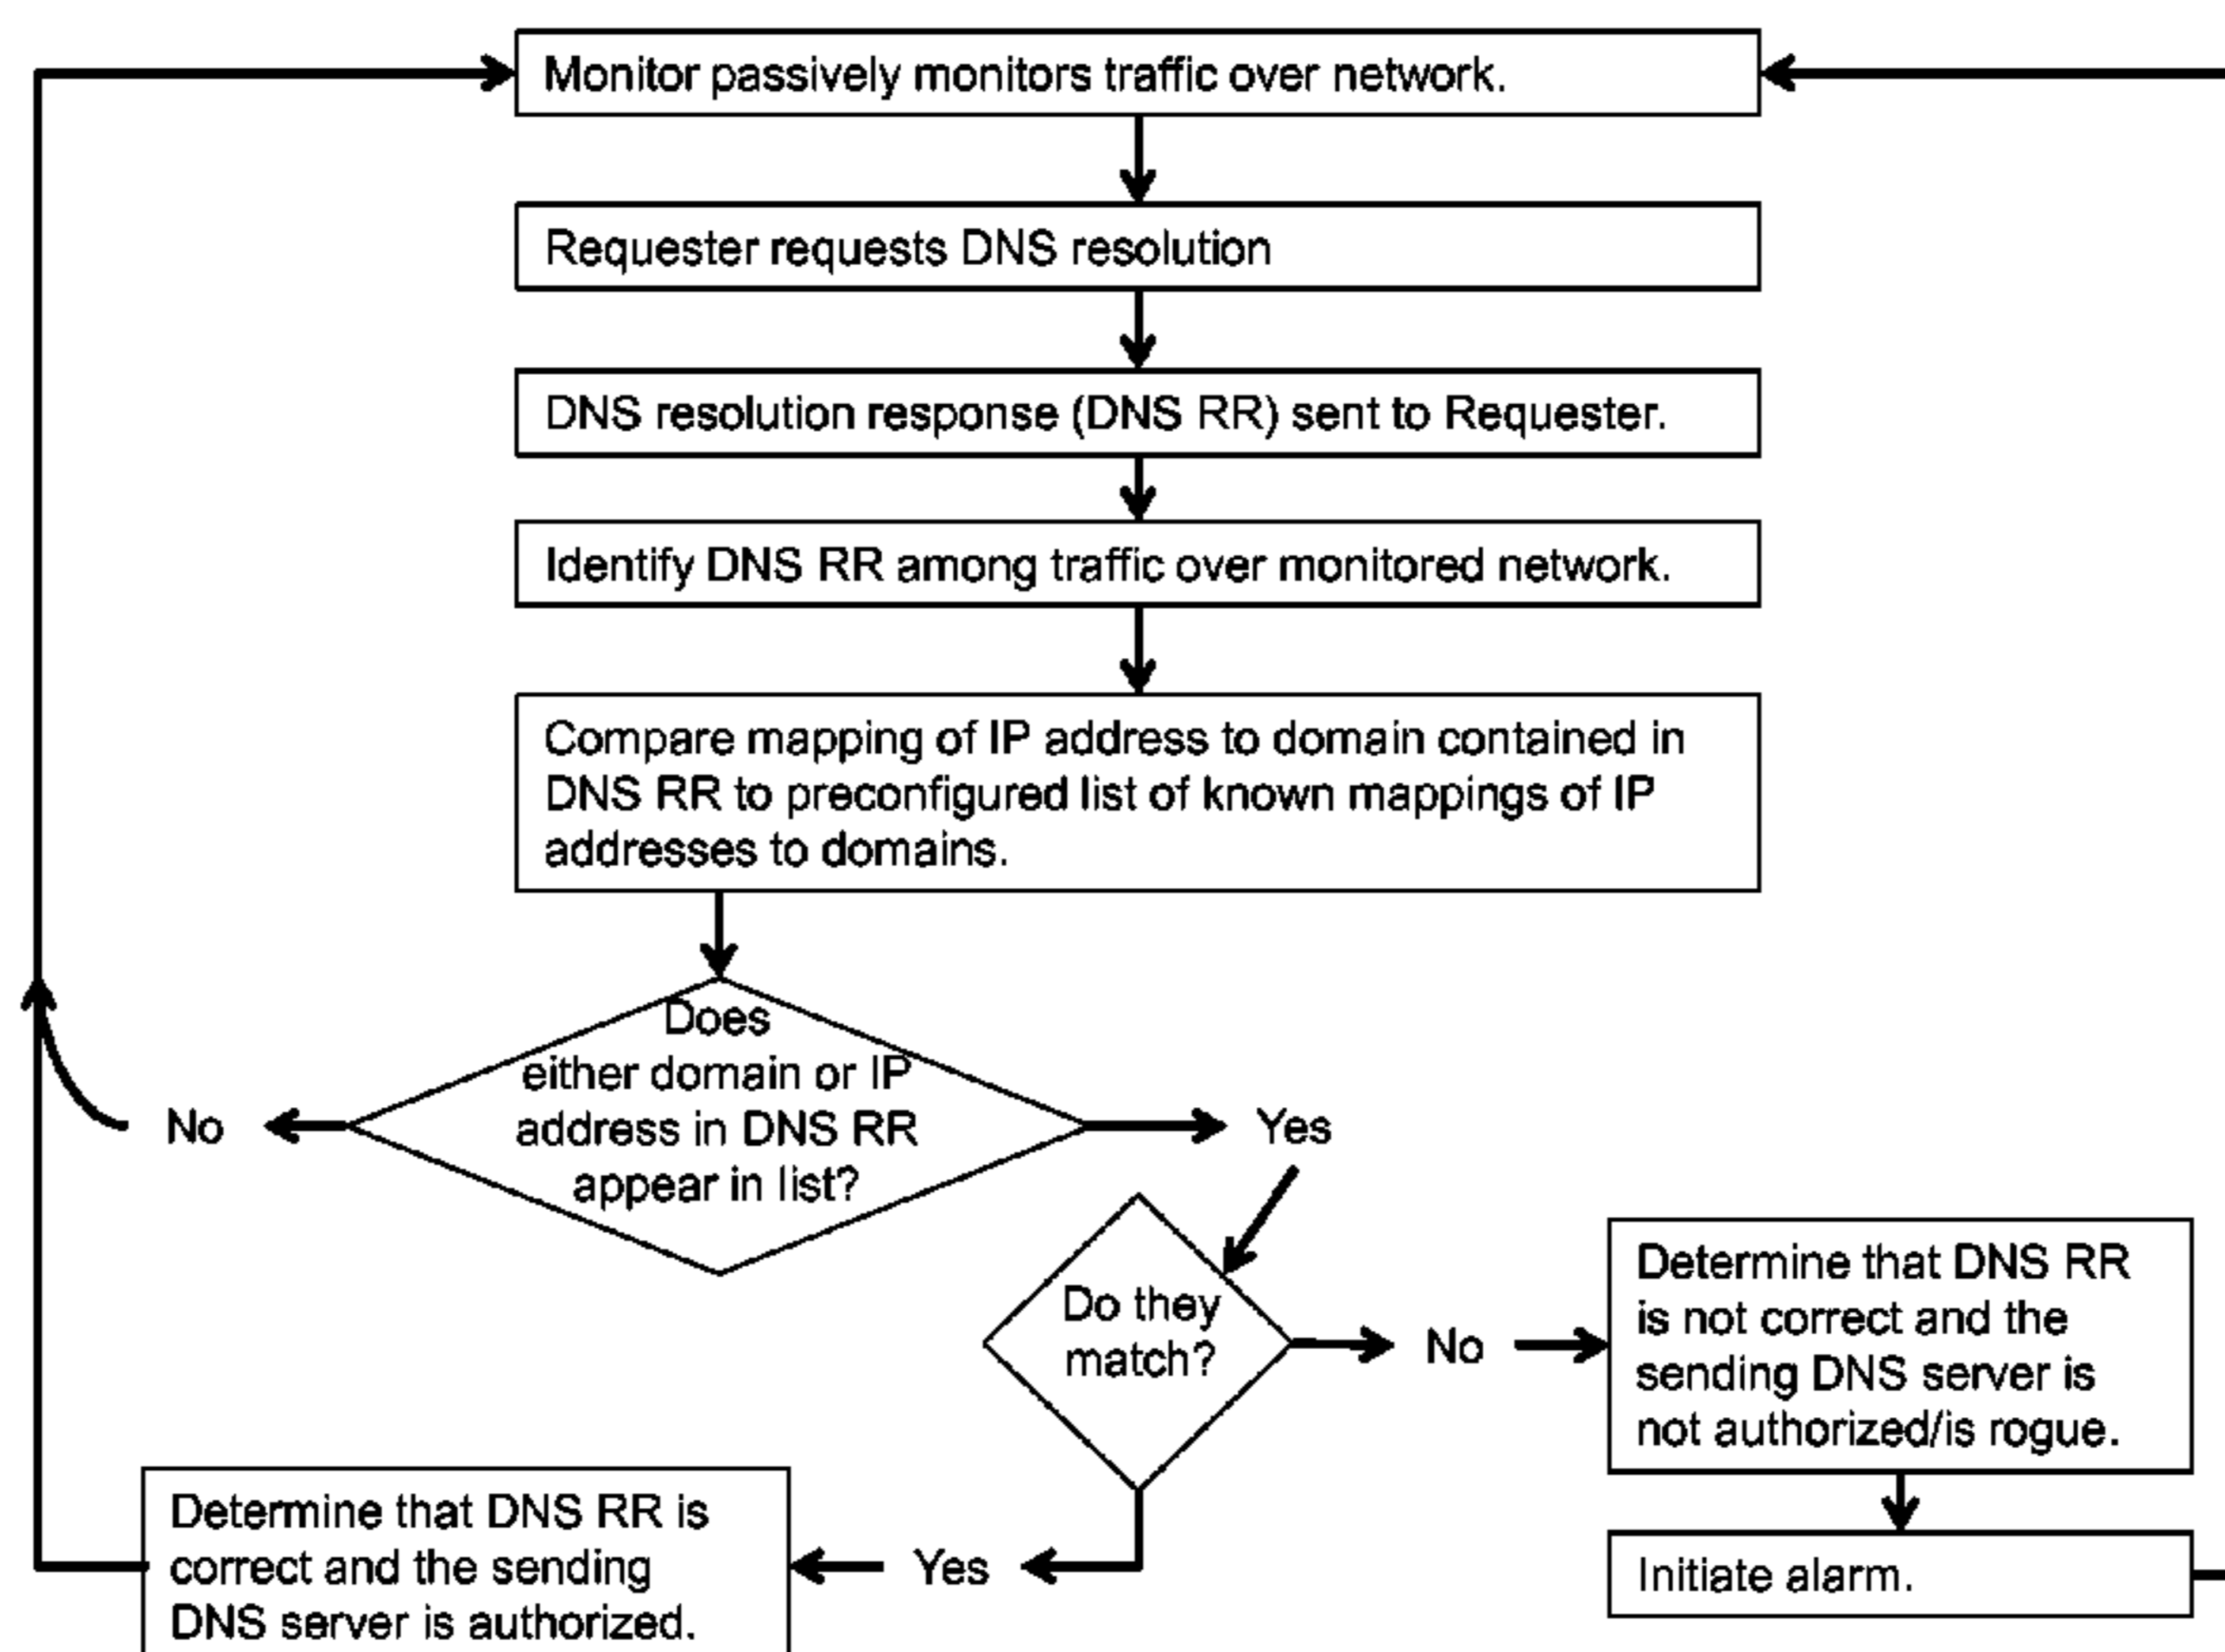 Monitor passively monitors traffic over network.
Requester requests DNS resolution
DNS resolution response (DNS RR) sent to Requester.
Identify DNS RR among traffic over monitored network.
Compare mapping of IP address to domain contained in
DNS RR to preconfigured list of known mappings of IP
addresses to domains.
Does
either domain or IP
address in DNS RR
appear in list?
No
Yes
Do they
match?
No
Determine that DNS RR
is not correct and the
sending DNS server is
not authorized/is rogue.
Yes
Determine that DNS RR is
correct and the sending
DNS server is authorized.
Initiate alarm.